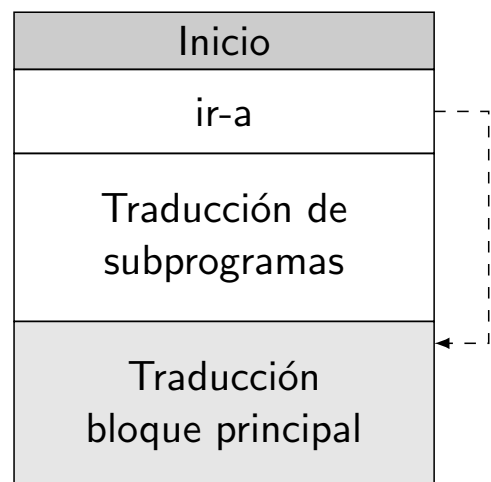 Inicio
ir-a
Traducción de
subprogramas
Traducción
bloque principal